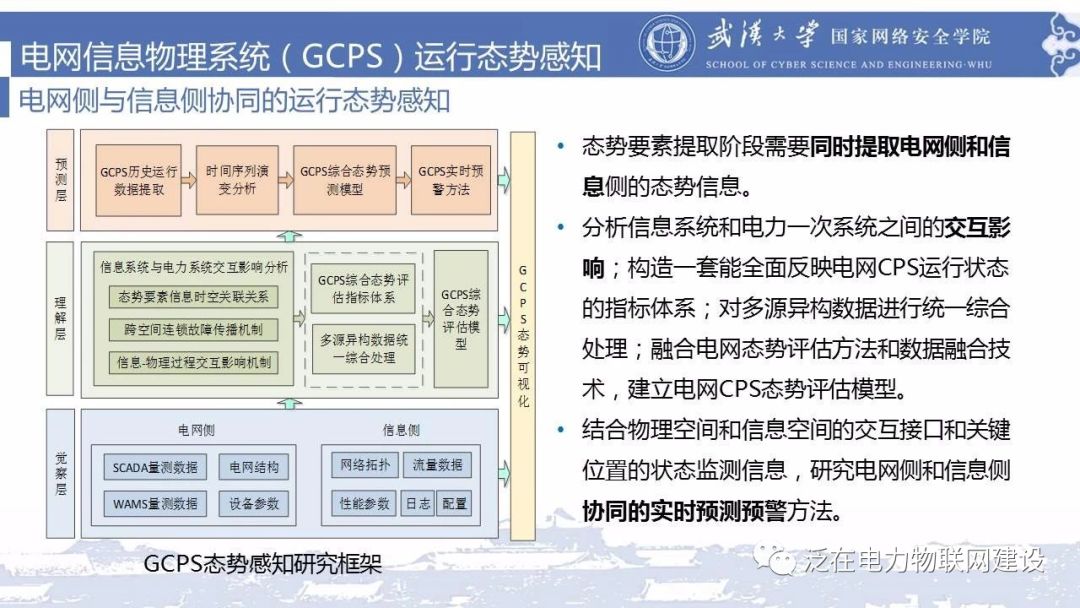 电网信息物理系统（GCPS）运行态势感知
武汉大学 国家网络安全学院
SCHOOL OF CYBER SCIENCE AND ENGINEERING·WHU
电网侧与信息侧协同的运行态势感知
预测层
GCPS历史运行
数据提取
时间序列演
变分析
GCPS综合态势预
测模型
GCPS实时预
警方法
理解层
信息系统与电力系统交互影响分析
态势要素信息时空关联关系
跨空间连锁故障传播机制
信息-物理过程交互影响机制
GCPS综合态势评
估指标体系
多源异构数据统
一综合处理
GCPS综
合态势
评估模
型
觉察层
电网侧
SCADA量测数据
电网结构
WAMS量测数据
设备参数
信息侧
网络拓扑
流量数据
性能参数
日志
配置
GCPS态势可视化
GCPS态势感知研究框架
• 态势要素提取阶段需要同时提取电网侧和信
息侧的态势信息。
• 分析信息系统和电力一次系统之间的交互影
响；构造一套能全面反映电网CPS运行状态
的指标体系；对多源异构数据进行统一综合
处理；融合电网态势评估方法和数据融合技
术，建立电网CPS态势评估模型。
• 结合物理空间和信息空间的交互接口和关键
位置的状态监测信息，研究电网侧和信息侧
协同的实时预测预警方法。
泛在电力物联网建设